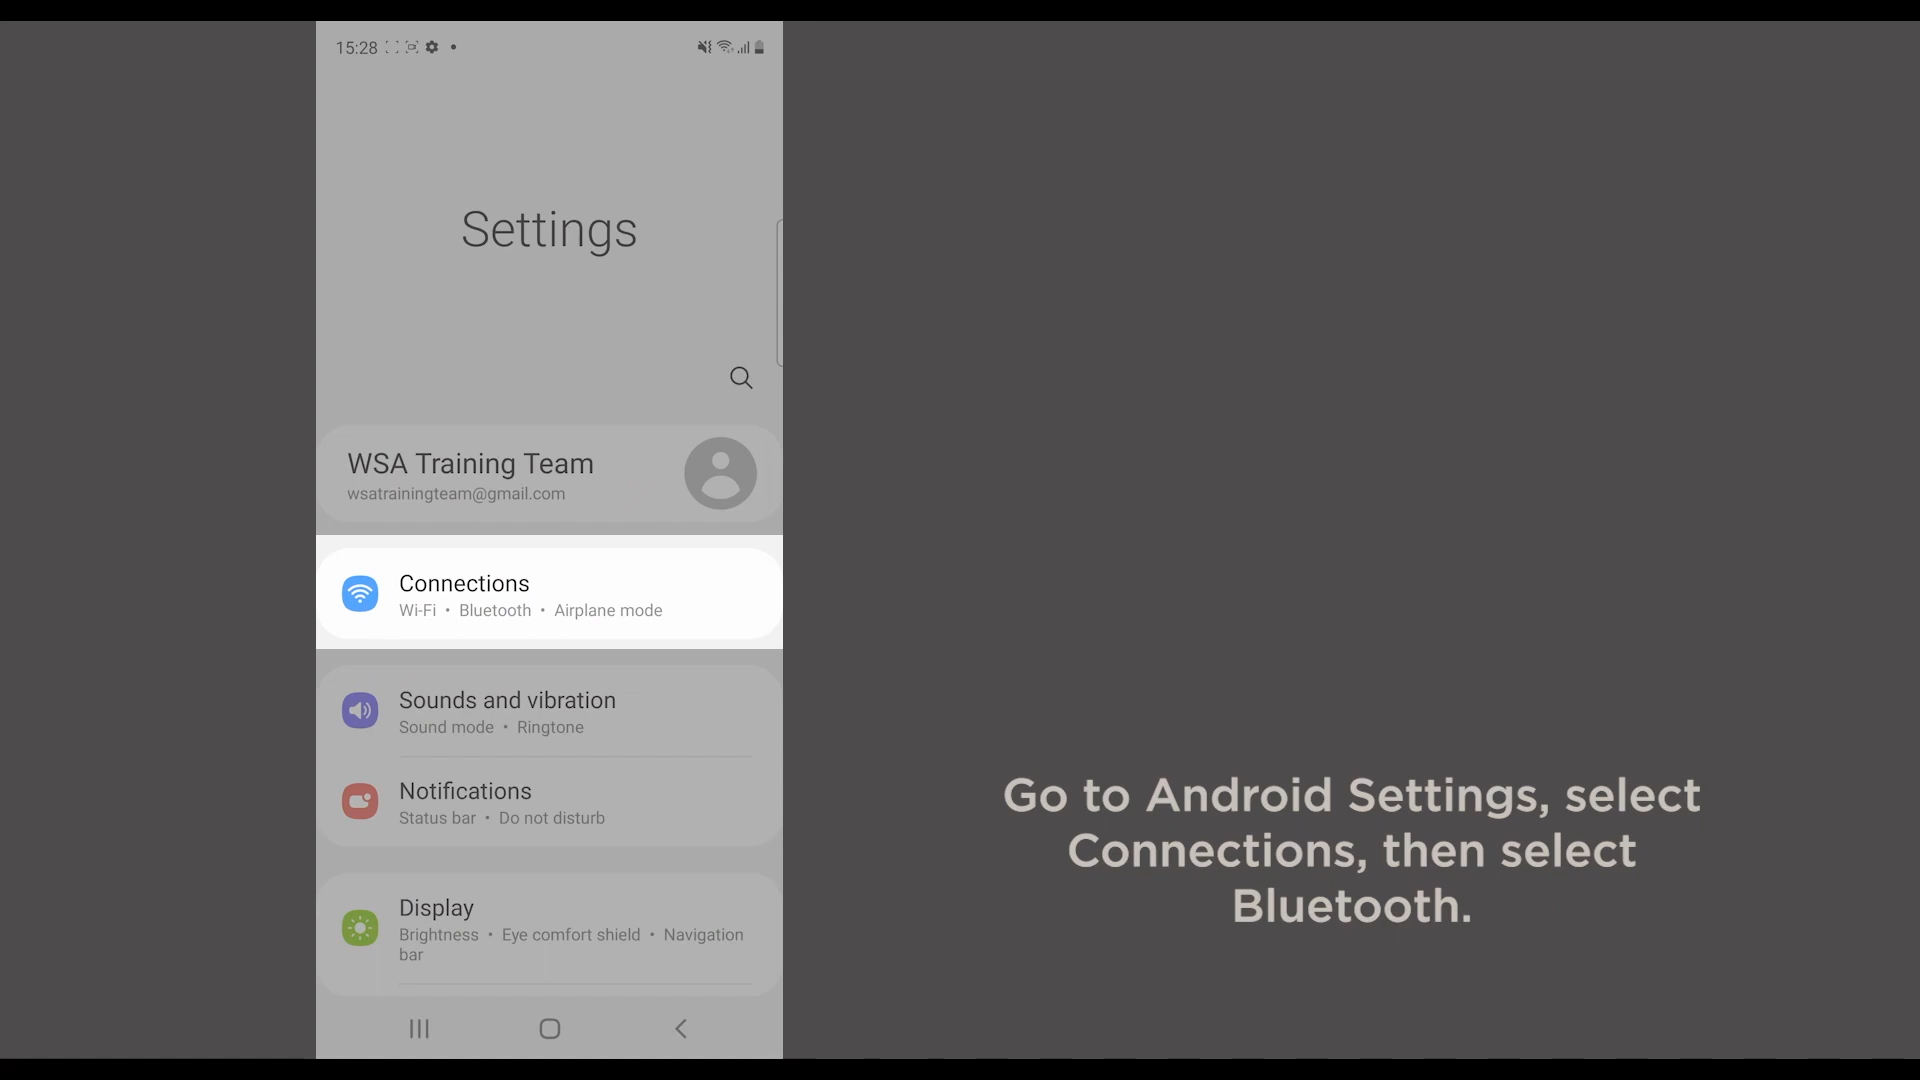 15:28
Settings
WSA Training Team
wsatrainingteam@gmail.com
Connections
Wi-Fi • Bluetooth • Airplane mode
Sounds and vibration
Sound mode • Ringtone
Notifications
Status bar • Do not disturb
Display
Brightness • Eye comfort shield • Navigation
bar
Go to Android Settings, select
Connections, then select
Bluetooth.